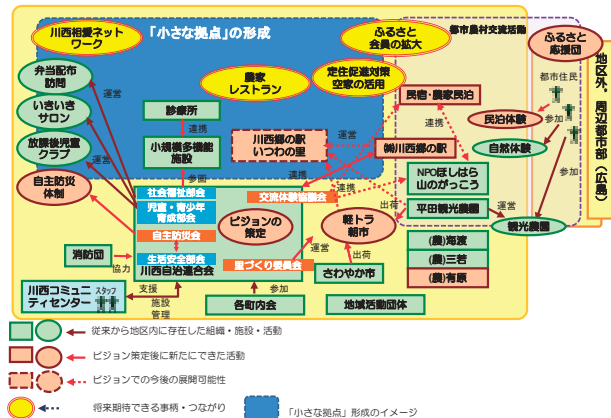 川西相愛ネット
ワーク
「小さな拠点」の形成
ふるさと
会員の拡大
都市農村交流活動
ふるさと
応援団
地区外、周辺都市部（広島）
弁当配布
訪問
いきいき
サロン
放課後児童
クラブ
自主防災
体制
運営
運営
農家
レストラン
定住促進対策
空家の活用
診療所
連携
小規模多機能
施設
参画
川西郷の駅
いつわの里
運営
連携
㈱川西郷の駅
民宿・農家民泊
連携
都市住民
参加
参加
民泊体験
自然体験
NPOほしはら
山のがっこう
平田観光農園
運営
観光農園
社会福祉部会
児童・青少年
育成部会
自主防災会
生活安全部会
川西自治連合会
ビジョン
の策定
交流体験協議会
里づくり委員会
連携
運営
出荷
軽トラ
朝市
出荷
さわやか市
(農)海渡
(農)三若
(農)有原
消防団
協力
川西コミュニ
ティセンター
スタッフ
支援
施設
管理
参加
各町内会
地域活動団体
従来から地区内に存在した組織・施設・活動
ビジョン策定後に新たにできた活動
ビジョンでの今後の展開可能性
将来期待できる事柄・つながり
「小さな拠点」形成のイメージ